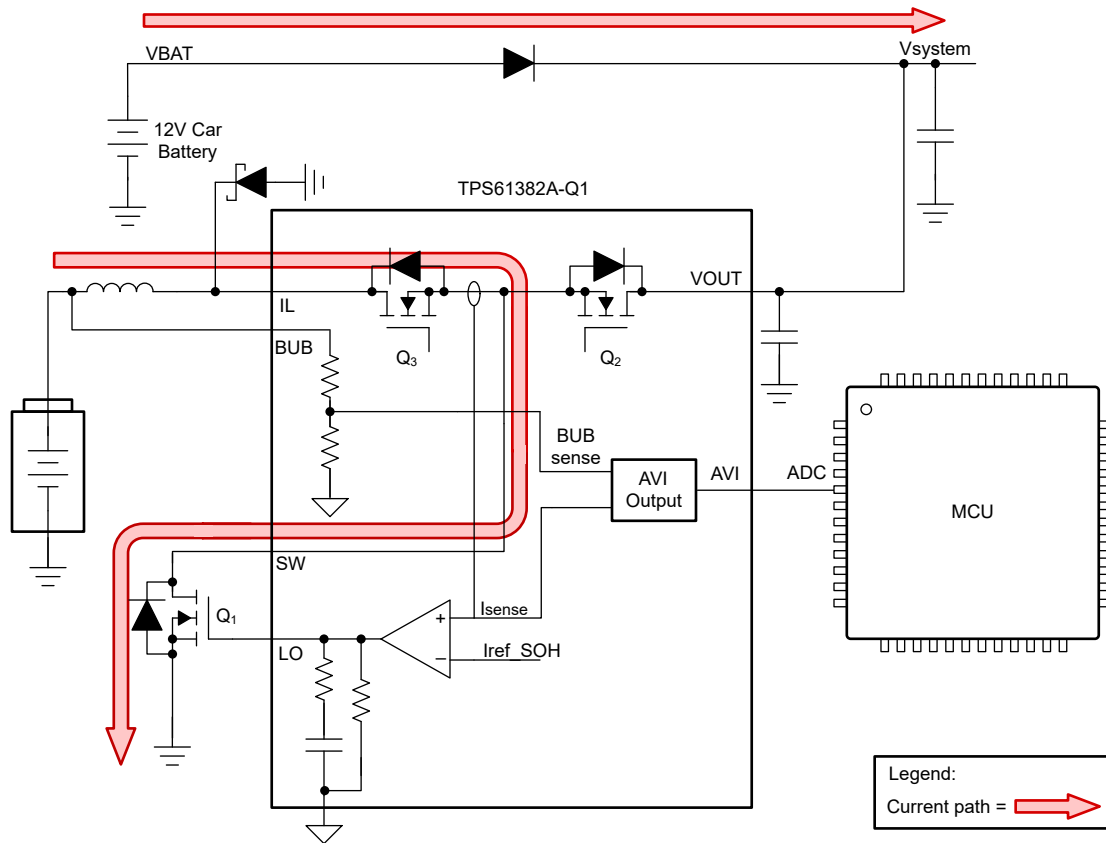 VBAT
Vsystem
12V Car
Battery
TPS61382A-Q1
VOUT
IL
BUB
Q3
Q2
BUB
sense
AVI
Output
AVI
ADC
MCU
SW
Q1
Isense
LO
Iref_SOH
+
−
Legend:
Current path =